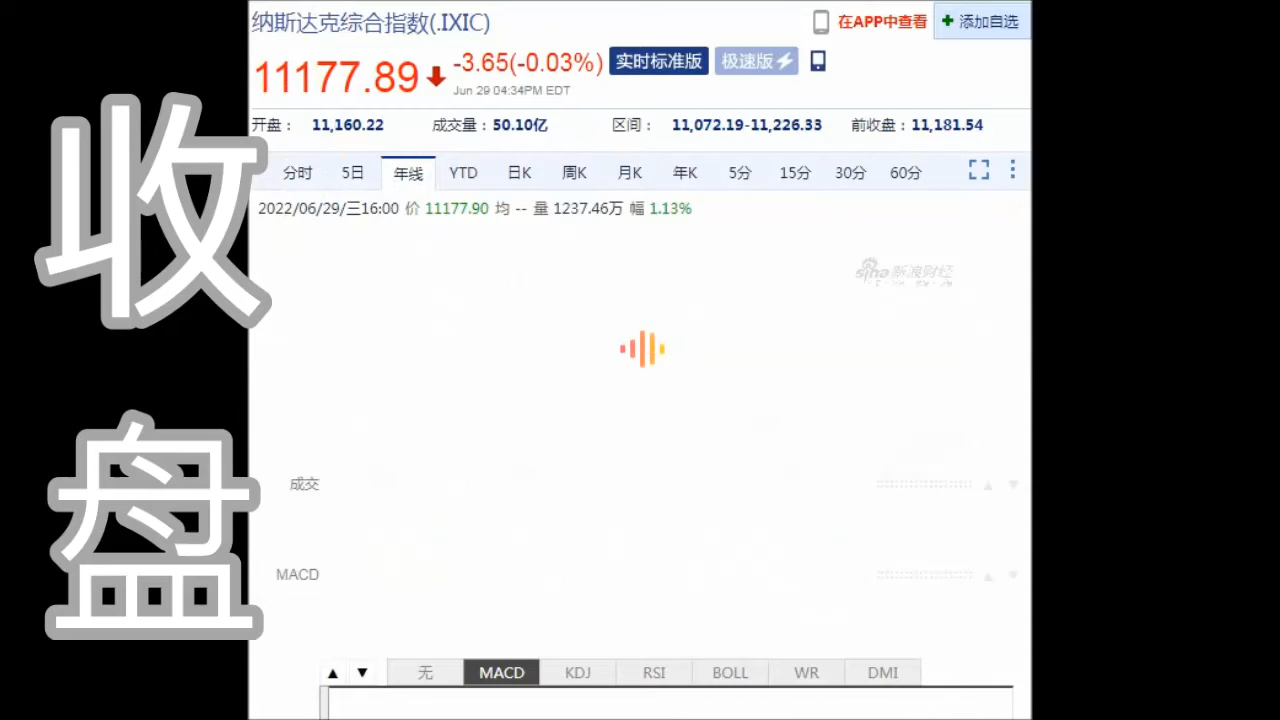 收盘
纳斯达克综合指数(.IXIC)
在APP中查看
添加自选
11177.89
-3.65(-0.03%)
实时标准版
极速版
Jun 29 04:34PM EDT
开盘： 11,160.22 成交量：50.10亿 区间： 11,072.19-11,226.33 前收盘：11,181.54
分时 5日 年线 YTD 日K 周K 月K 年K 5分 15分 30分 60分
2022/06/29/三16:00 价 11177.90 均 -- 量 1237.46万 幅 1.13%
sina 新浪财经
成交
MACD
▲ ▼ 无 MACD KDJ RSI BOLL WR DMI